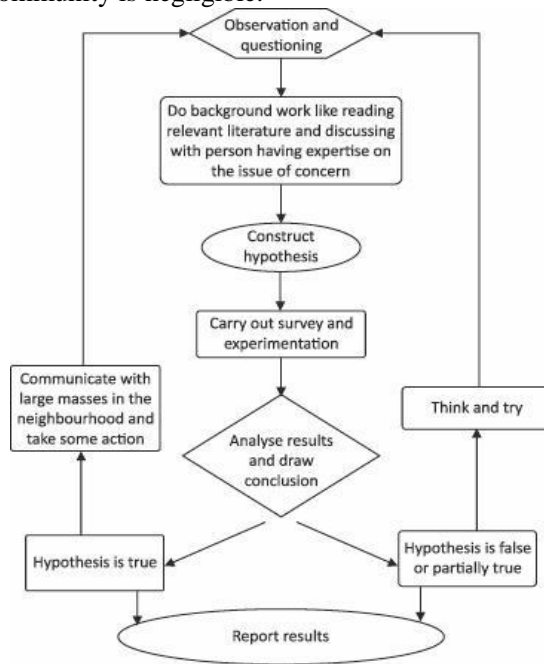 community is negligible.
Observation and
questioning
Do background work like reading
relevant literature and discussing
with person having expertise on
the issue of concern
Construct
hypothesis
Carry out survey and
experimentation
Communicate with
large masses in the
neighbourhood and
take some action
Think and try
Analyse results
and draw
conclusion
Hypothesis is true
Hypothesis is false
or partially true
Report results